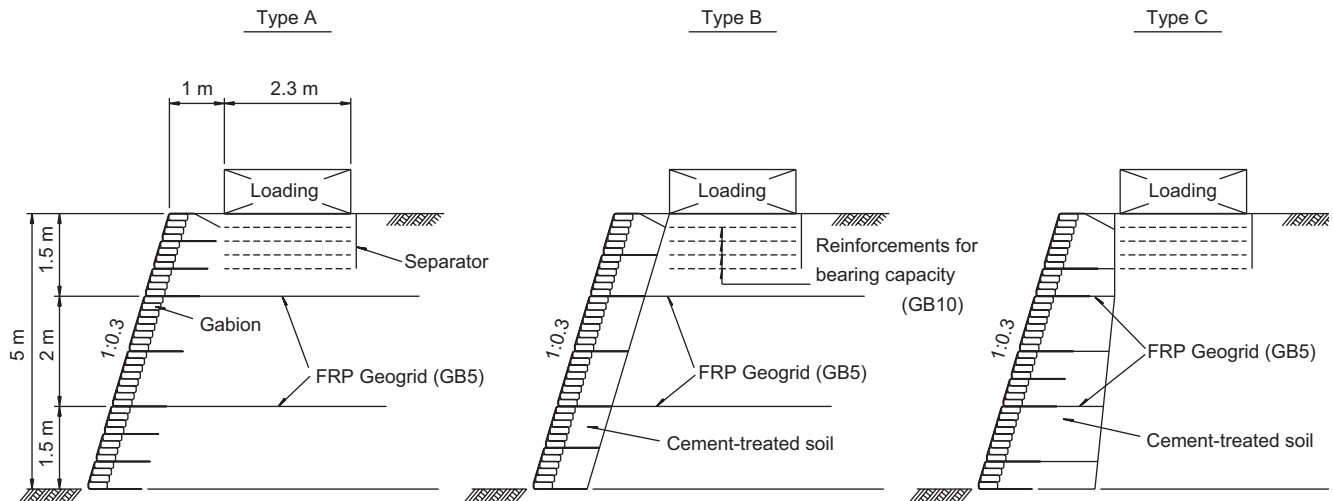 Type A
Type B
Type C
1 m
2.3 m
Loading
Loading
Loading
1.5 m
2 m
1.5 m
5 m
1:0.3
1:0.3
1:0.3
Separator
Gabion
FRP Geogrid (GB5)
Reinforcements for
bearing capacity
(GB10)
FRP Geogrid (GB5)
Cement-treated soil
FRP Geogrid (GB5)
Cement-treated soil